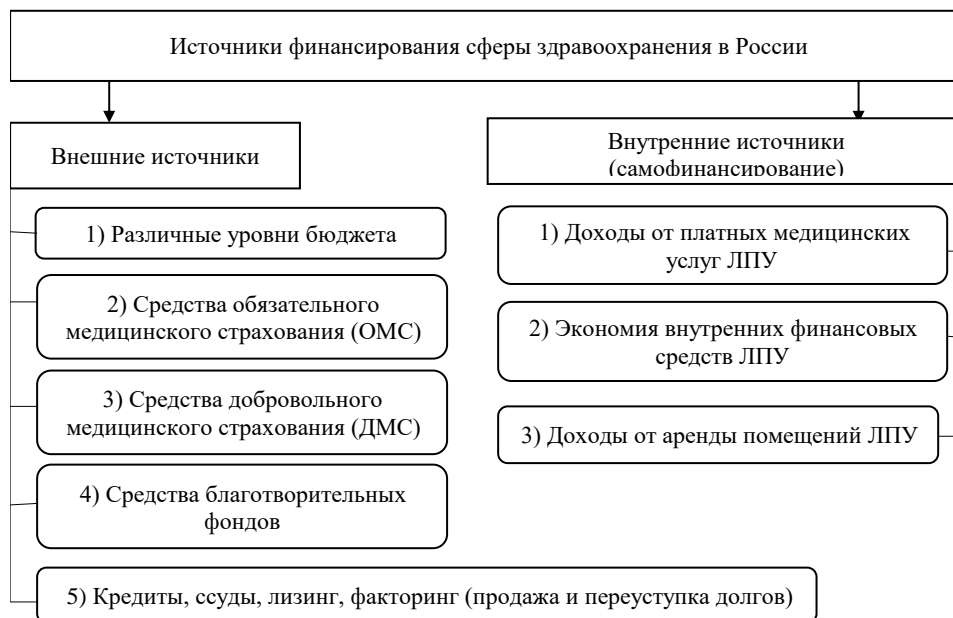 Источники финансирования сферы здравоохранения в России
Внешние источники
1) Различные уровни бюджета
2) Средства обязательного
медицинского страхования (ОМС)
3) Средства добровольного
медицинского страхования (ДМС)
4) Средства благотворительных
фондов
5) Кредиты, ссуды, лизинг, факторинг (продажа и переуступка долгов)
Внутренние источники
(самофинансирование)
1) Доходы от платных медицинских
услуг ЛПУ
2) Экономия внутренних финансовых
средств ЛПУ
3) Доходы от аренды помещений ЛПУ